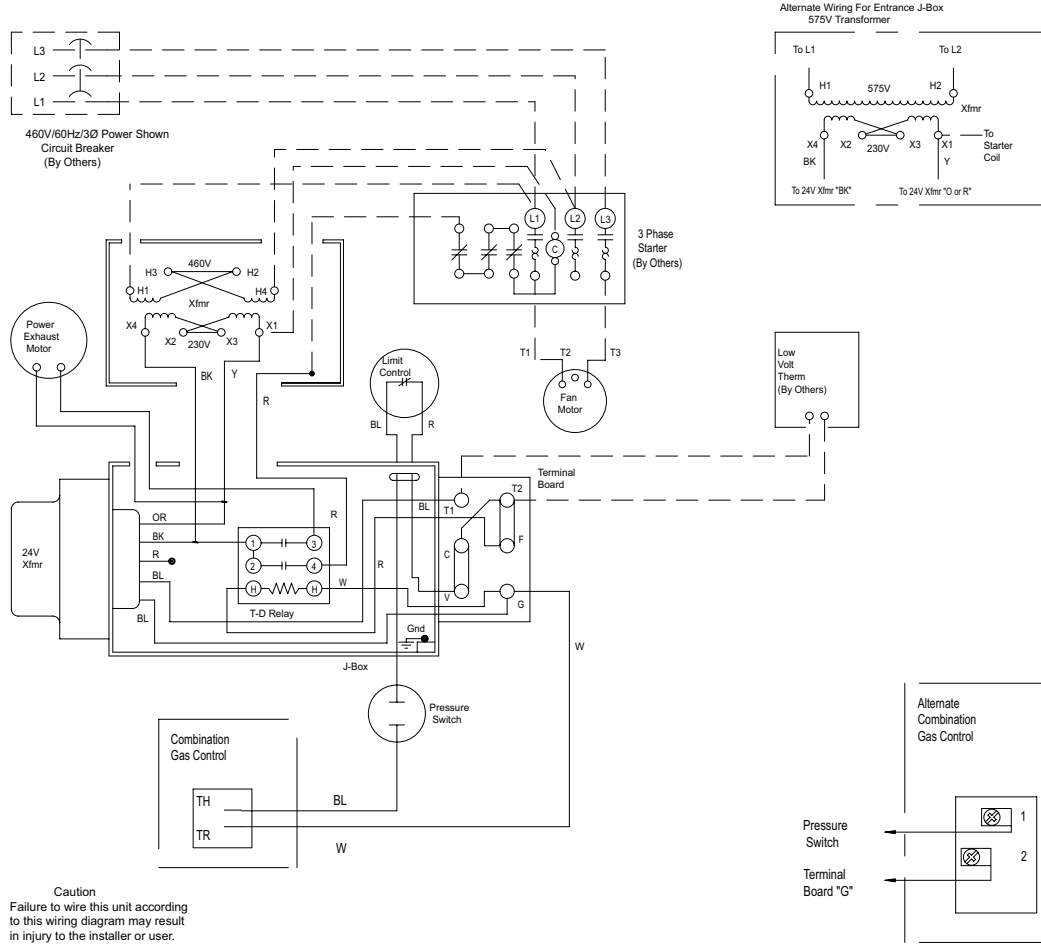 Alternate Wiring For Entrance J-Box
575V Transformer
L3
L2
L1
460V/60Hz/3Ø Power Shown
Circuit Breaker
(By Others)
To L1
To L2
H1
575V
H2
Xfmr
X4
X2
230V
X3
X1
To
Starter
Coil
BK
Y
To 24V Xfmr "BK"
To 24V Xfmr "O or R"
L1
L2
L3
C
3 Phase
Starter
(By Others)
H3
460V
H2
H1
H4
Xfmr
X4
X1
X2
230V
X3
Power
Exhaust
Motor
BK
Y
R
Limit
Control
BL
R
T1
T2
T3
Fan
Motor
Low
Volt
Therm
(By Others)
Terminal
Board
24V
Xfmr
OR
BK
R
BL
BL
R
1
3
2
4
H
H
W
T-D Relay
R
BL
T1
T2
C
F
V
G
Gnd
J-Box
W
Pressure
Switch
Combination
Gas Control
TH
TR
BL
W
Alternate
Combination
Gas Control
1
2
Pressure
Switch
Terminal
Board "G"
Caution
Failure to wire this unit according
to this wiring diagram may result
in injury to the installer or user.